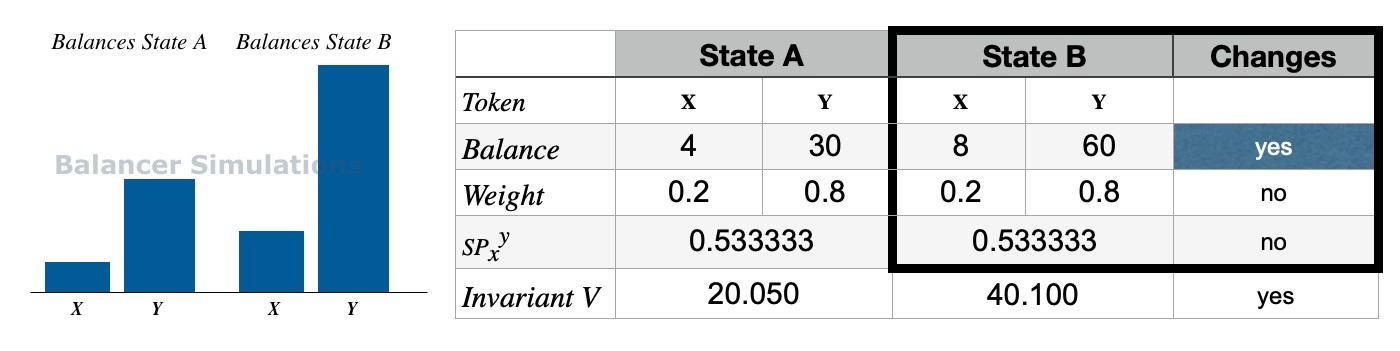 Balances State A Balances State B
Balancer Simulations
X Y X Y
State A State B Changes
Token X Y X Y
Balance 4 30 8 60 yes
Weight 0.2 0.8 0.2 0.8 no
SPₓʸ 0.533333 0.533333 no
Invariant V 20.050 40.100 yes